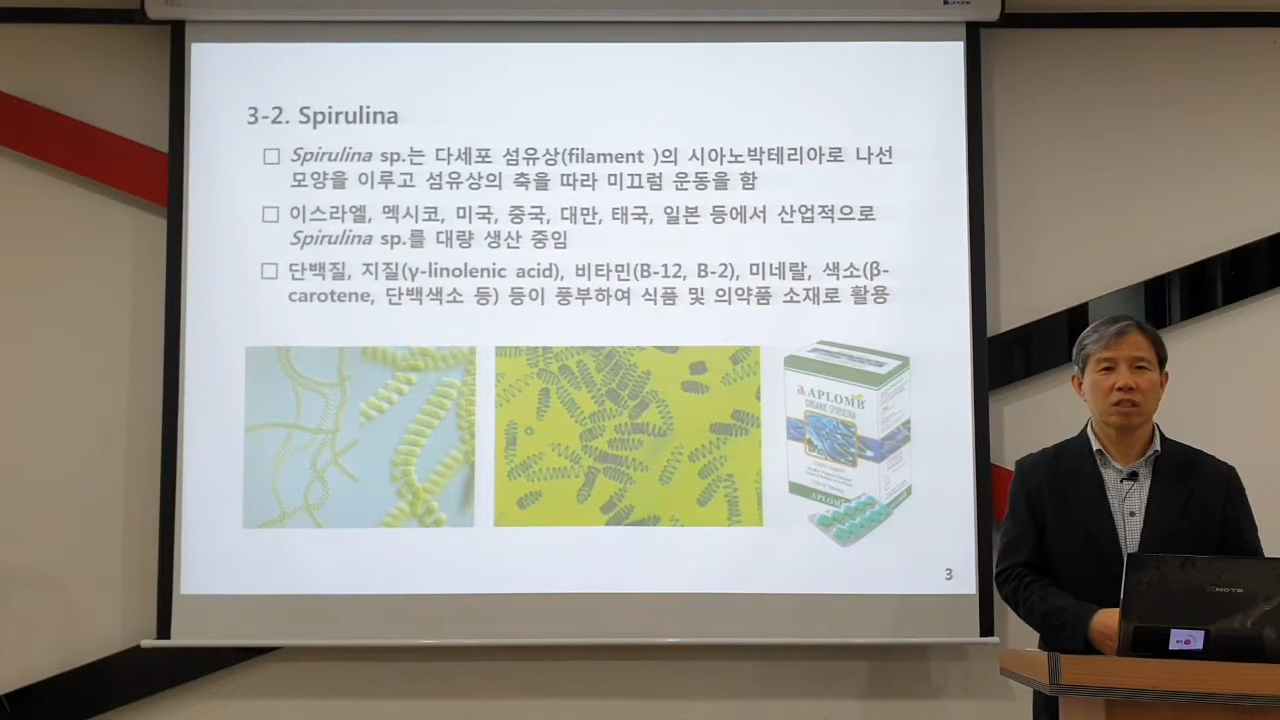 3-2. Spirulina
□ Spirulina sp.는 다세포 섬유상(filament )의 시아노박테리아로 나선
모양을 이루고 섬유상의 축을 따라 미끄럼 운동을 함
□ 이스라엘, 멕시코, 미국, 중국, 대만, 태국, 일본 등에서 산업적으로
Spirulina sp.를 대량 생산 중임
□ 단백질, 지질(γ-linolenic acid), 비타민(B-12, B-2), 미네랄, 색소(β-
carotene, 단백색소 등) 등이 풍부하여 식품 및 의약품 소재로 활용
APLOMB
ORGANIC SPIRULINA
APLOMB
3
XNOTE